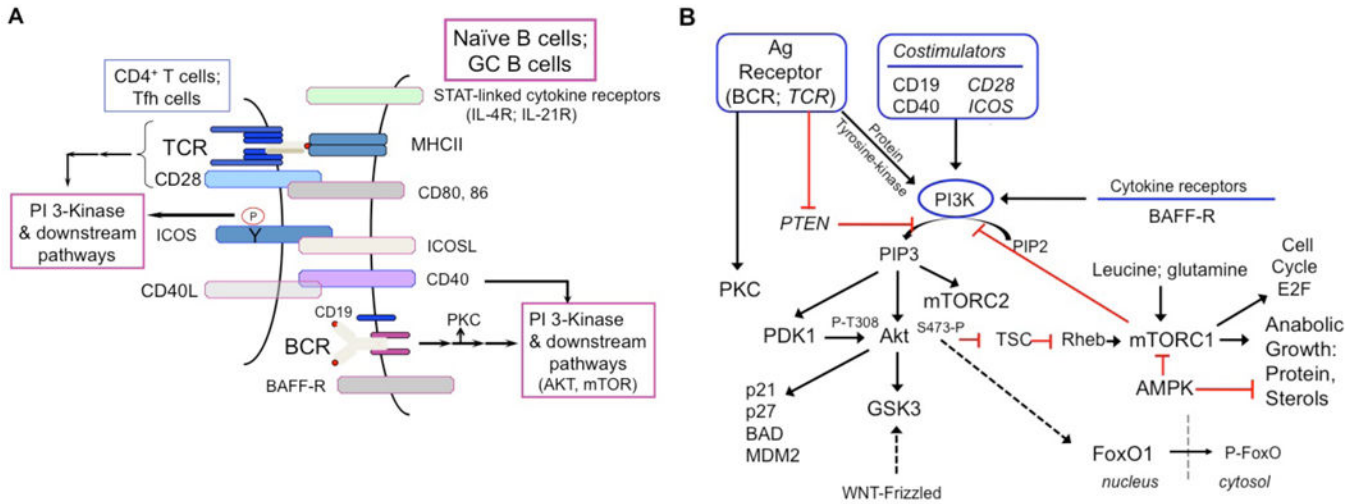 A
Naïve B cells;
GC B cells
CD4+ T cells;
Tfh cells
STAT-linked cytokine receptors
(IL-4R; IL-21R)
TCR
MHCII
CD28
CD80, 86
PI 3-Kinase
& downstream
pathways
P
ICOS
Y
ICOSL
CD40L
CD40
CD19
PKC
BCR
PI 3-Kinase
& downstream
pathways
(AKT, mTOR)
BAFF-R
B
Ag
Receptor
(BCR; TCR)
Costimulators
CD19 CD28
CD40 ICOS
Protein
Tyrosine-kinase
PI3K
Cytokine receptors
BAFF-R
PTEN
PIP3
PIP2
PKC
mTORC2
Leucine; glutamine
Cell
Cycle
E2F
PDK1
P-T308
Akt
S473-P
TSC
Rheb
mTORC1
Anabolic
Growth:
Protein,
Sterols
AMPK
p21
p27
BAD
MDM2
GSK3
FoxO1
P-FoxO
nucleus
cytosol
WNT-Frizzled